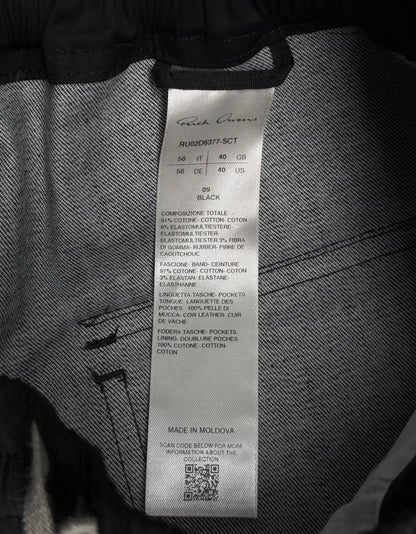 Rick Owens
RU02D6377-SCT
50 IT 40 GB
50 DE 40 US
09
BLACK
COMPOSIZIONE TOTALE- -
91% COTONE- COTTON- COTON
6% ELASTOMULTIESTERE-
ELASTOMULTIESTER-
ELASTOMULTIESTER 3% FIBRA
DI GOMMA- RUBBER- FIBRE DE
CAOUTCHOUC
FASCIONE- BAND- CEINTURE
97% COTONE- COTTON- COTON
3% ELASTAN- ELASTANE-
ELASTHANNE
LINGUETTA TASCHE- POCKETS
TONGUE- LANGUETTE DES
POCHES 100% PELLE DI
MUCCA- COW LEATHER- CUIR
DE VACHE
FODERA TASCHE- POCKETS
LINING- DOUBLURE POCHES
100% COTONE- COTTON-
COTON
MADE IN MOLDOVA
SCAN CODE BELOW FOR MORE
INFORMATION ABOUT THE
COLLECTION